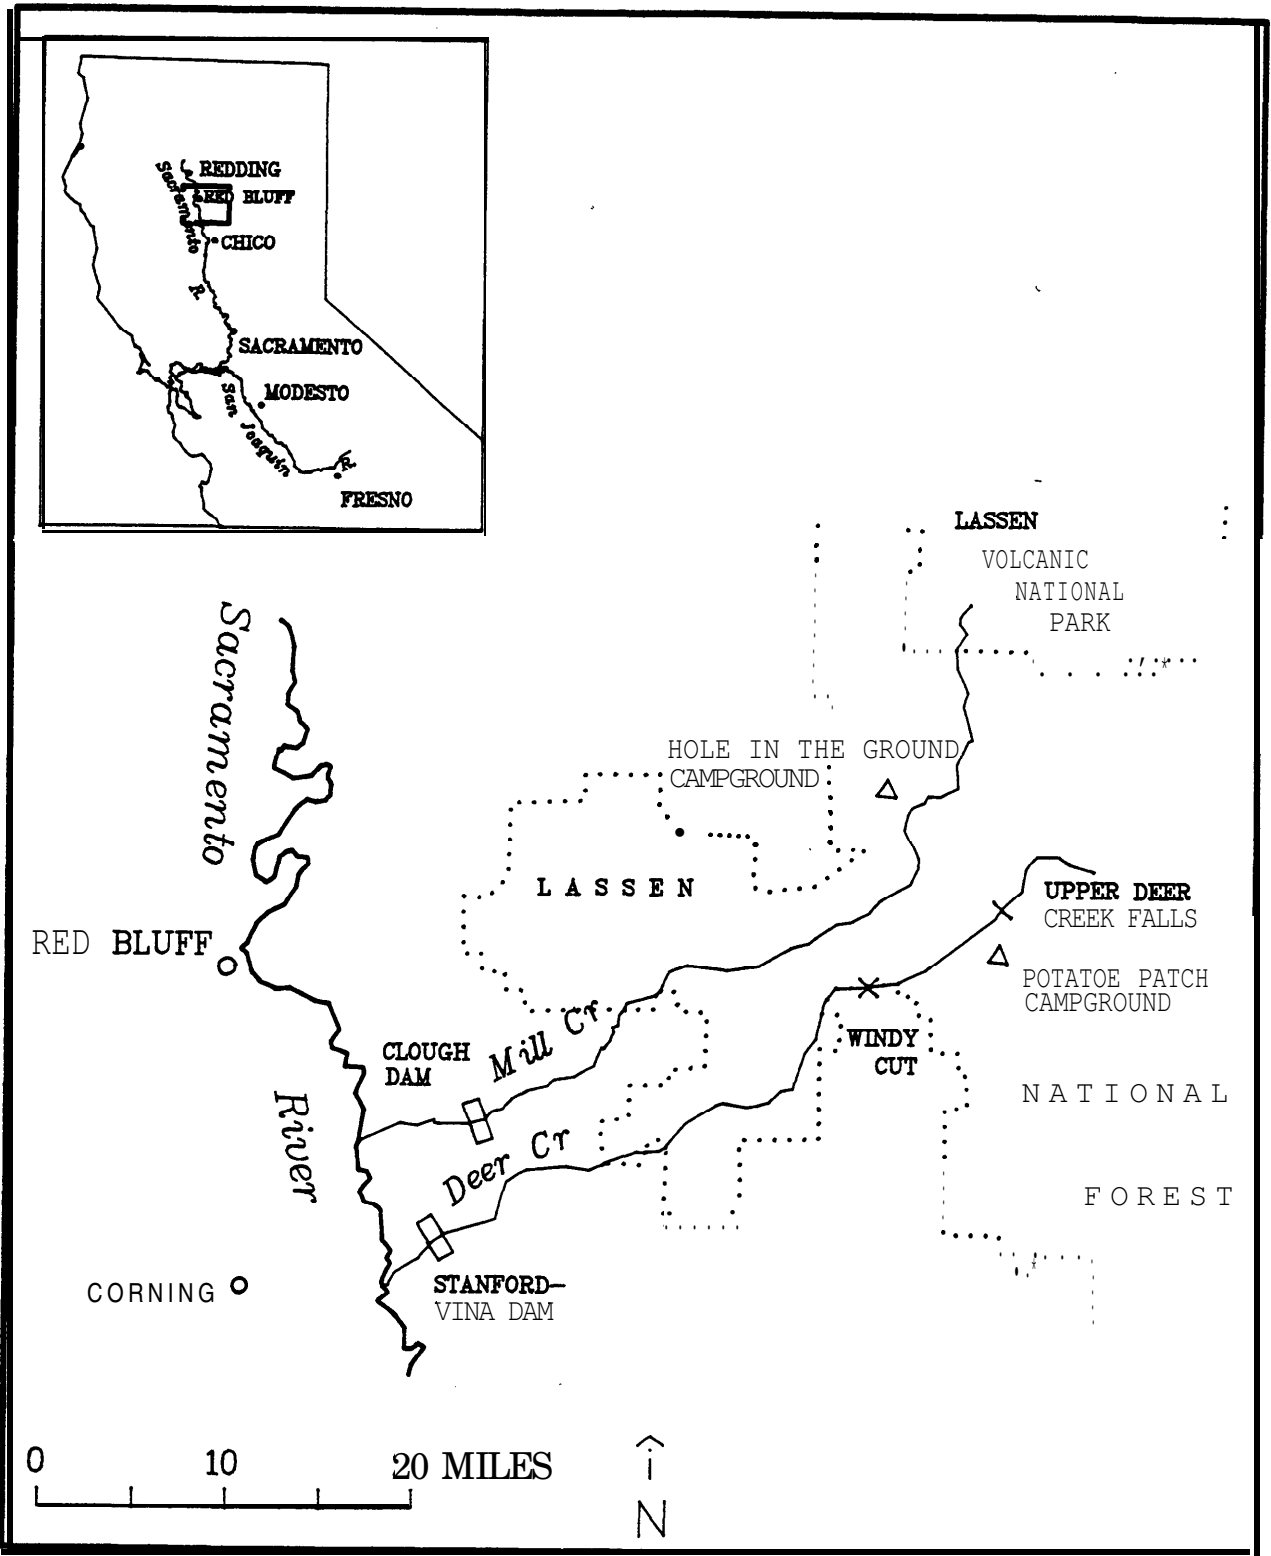 REDDING
Sacramento
RED BLUFF
CHICO
R.
SACRAMENTO
MODESTO
San Joaquin
R.
FRESNO
LASSEN
VOLCANIC
NATIONAL
PARK
Sacramento
HOLE IN THE GROUND
CAMPGROUND
LASSEN
UPPER DEER
CREEK FALLS
RED BLUFF
POTATOE PATCH
CAMPGROUND
Mill Cr
WINDY
CUT
CLOUGH
DAM
NATIONAL
River
Deer Cr
FOREST
STANFORD-
VINA DAM
CORNING
0 10 20 MILES
N